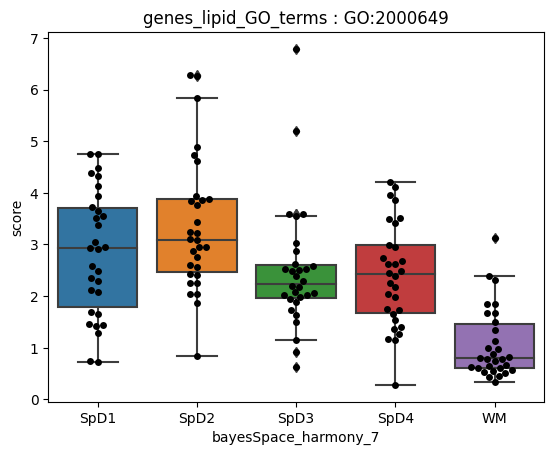 genes_lipid_GO_terms : GO:2000649
7
6
5
4
3
2
1
0
score
SpD1 SpD2 SpD3 SpD4 WM
bayesSpace_harmony_7